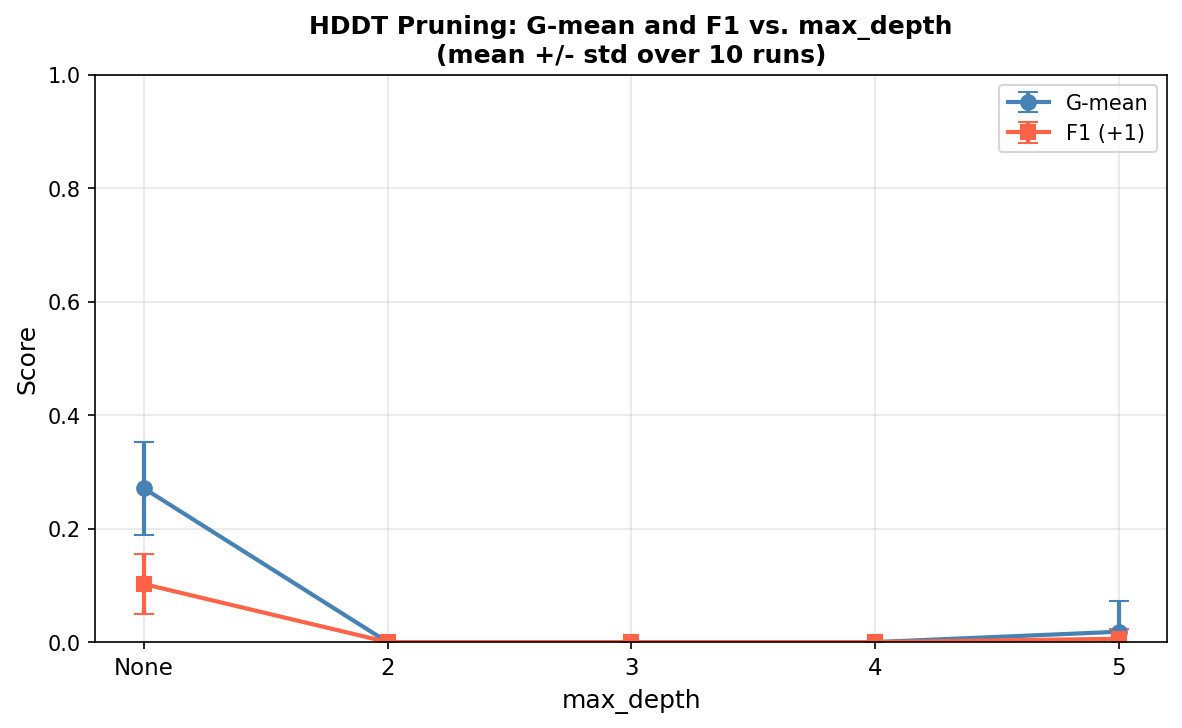 HDDT Pruning: G-mean and F1 vs. max_depth
(mean +/- std over 10 runs)
G-mean
F1 (+1)
Score
1.0
0.8
0.6
0.4
0.2
0.0
None 2 3 4 5
max_depth